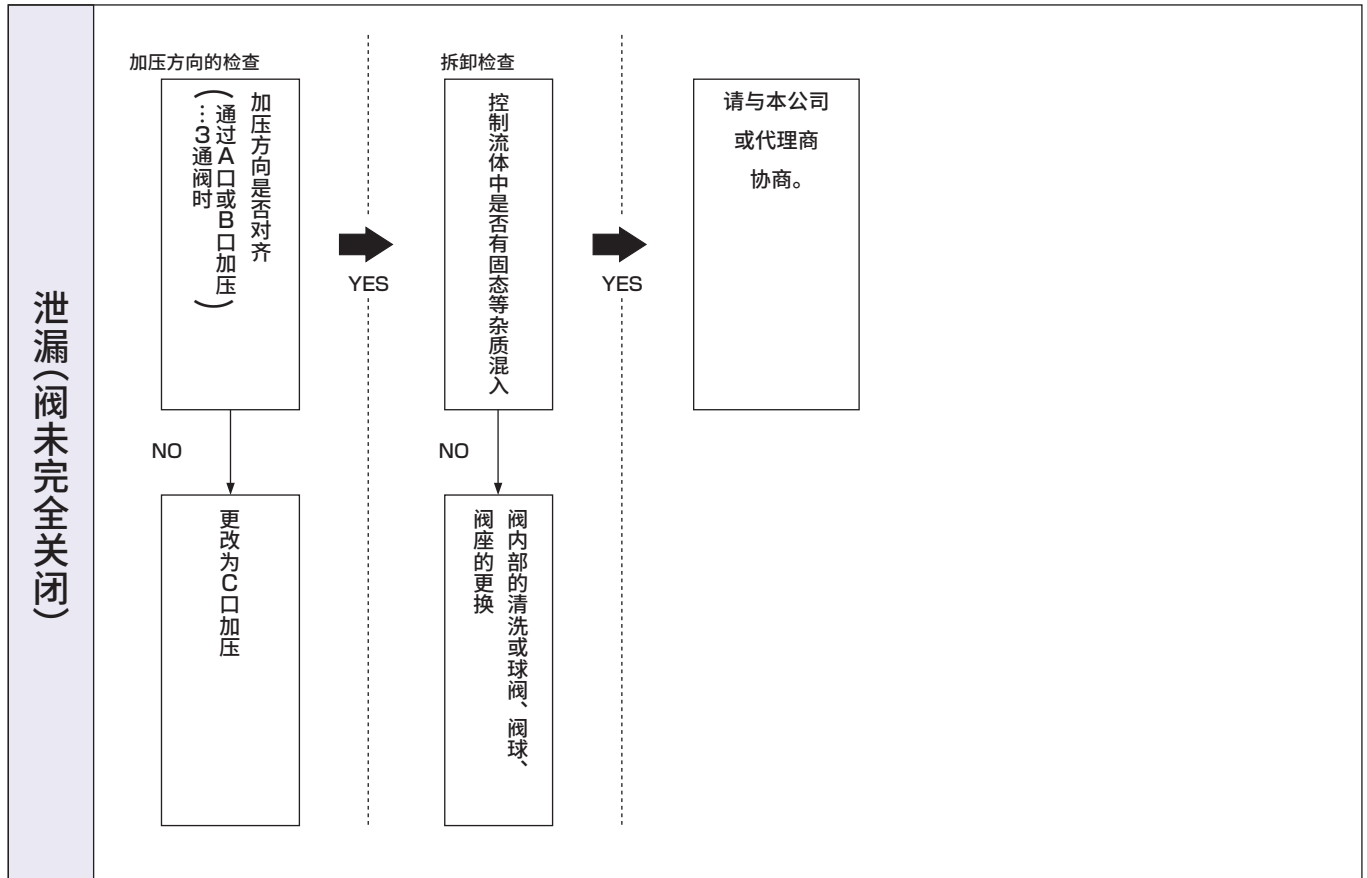 泄漏(阀未完全关闭)
加压方向的检查
加压方向是否对齐
(通过A口或B口加压
…3通阀时)
YES
NO
更改为C口加压
拆卸检查
控制流体中是否有固态等杂质混入
YES
NO
阀内部的清洗或球阀、阀球、
阀座的更换
请与本公司
或代理商
协商。